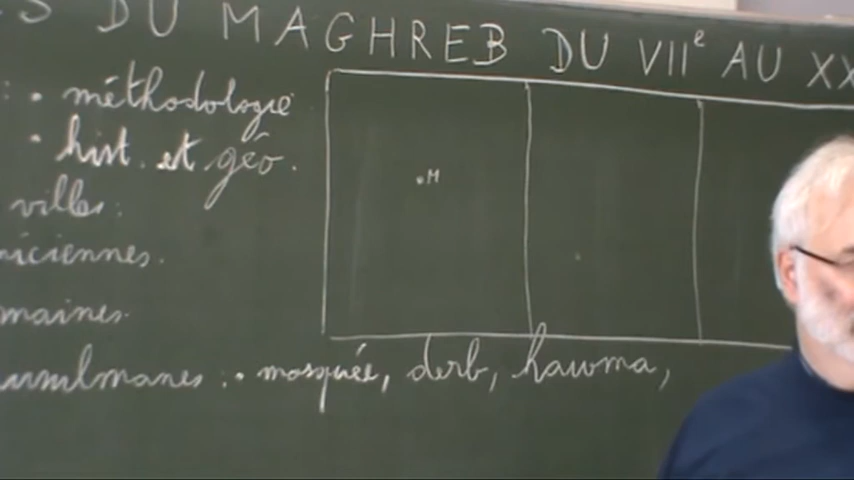 DU MAGHREB DU VIIe AU XX
: • méthodologie
• hist. et géo.
villes:
•M
niciennes.
maines.
usulmanes : • mosquée, derb, hawma,